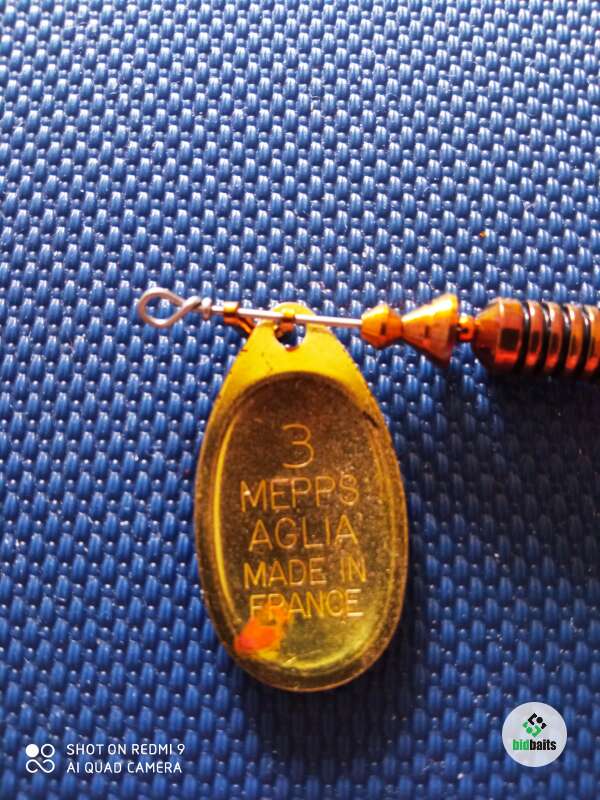 3
MEPPS
AGLIA
MADE IN
FRANCE
SHOT ON REDMI 9
AI QUAD CAMERA
bidbaits